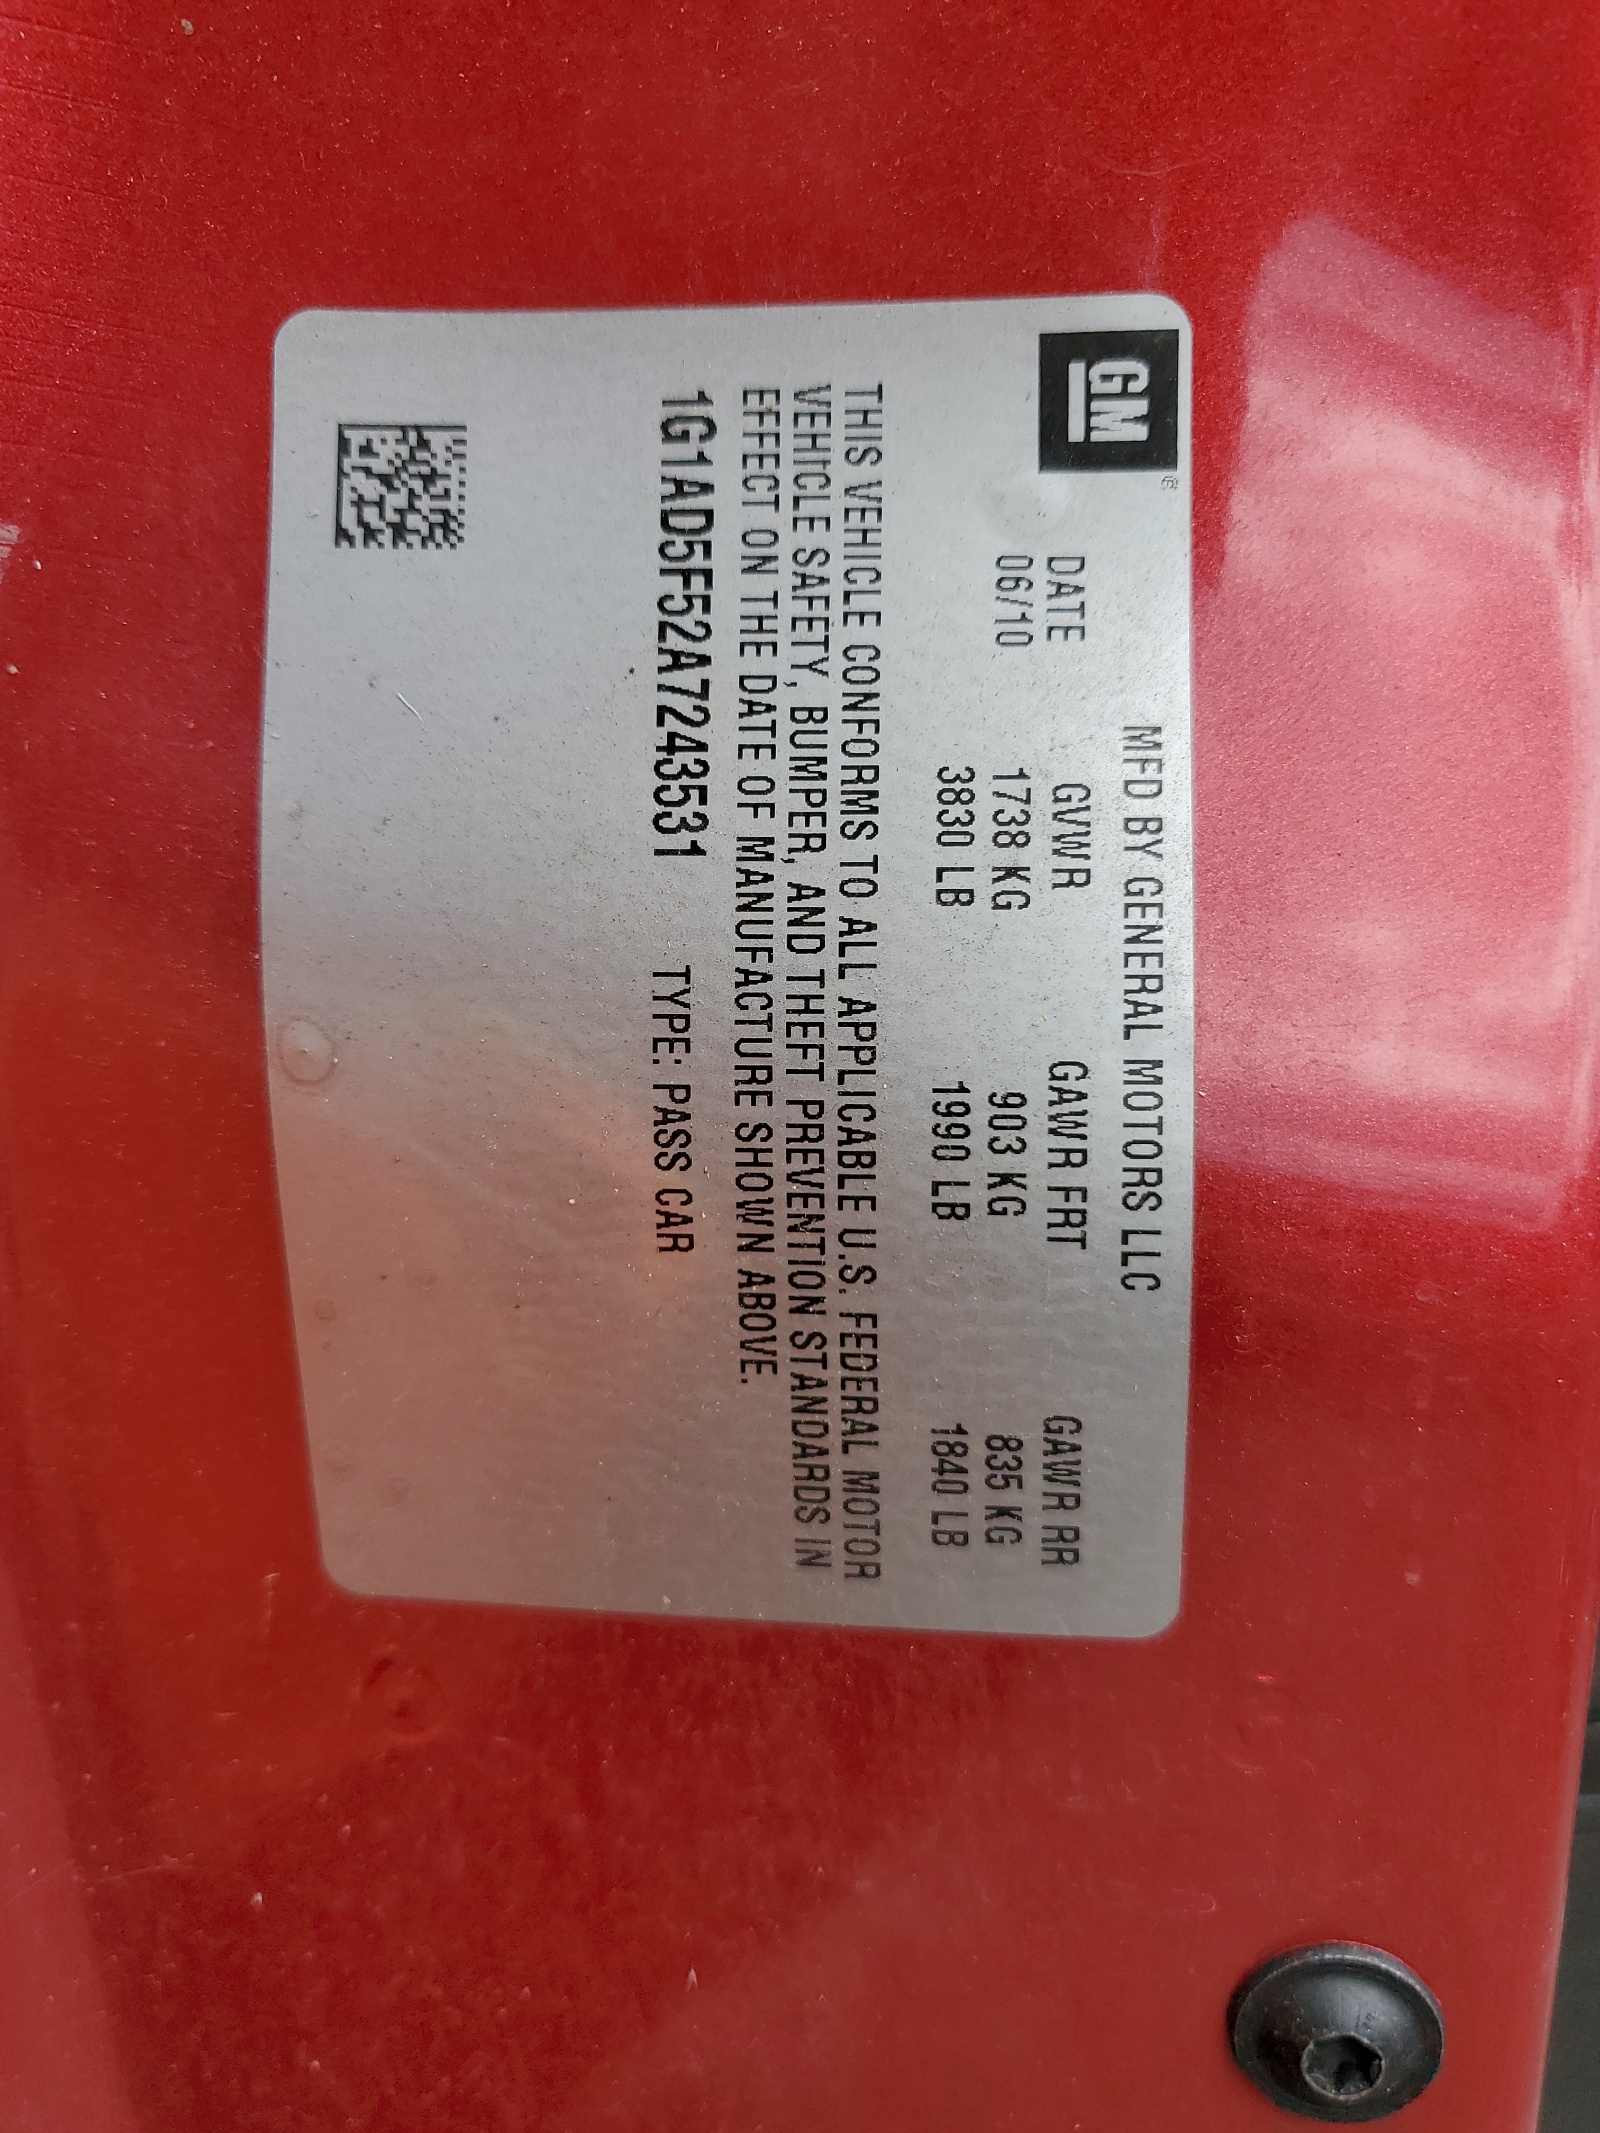 GM ®
MFD BY GENERAL MOTORS LLC
DATE GVWR GAWR FRT GAWR RR
06/10 1738 KG 903 KG 835 KG
3830 LB 1990 LB 1840 LB
THIS VEHICLE CONFORMS TO ALL APPLICABLE U.S. FEDERAL MOTOR
VEHICLE SAFETY, BUMPER, AND THEFT PREVENTION STANDARDS IN
EFFECT ON THE DATE OF MANUFACTURE SHOWN ABOVE.
1G1AD5F52A7243531 TYPE: PASS CAR